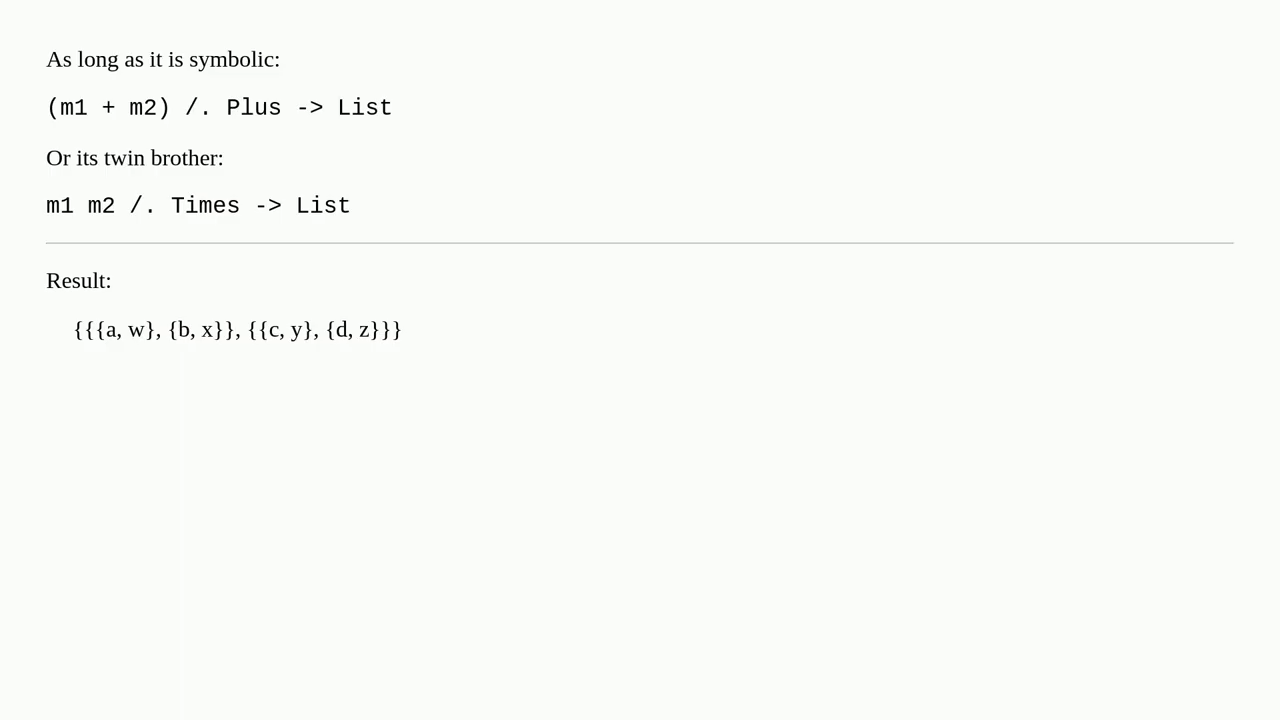 As long as it is symbolic:
(m1 + m2) /. Plus -> List
Or its twin brother:
m1 m2 /. Times -> List
Result:
{{{a, w}, {b, x}}, {{c, y}, {d, z}}}